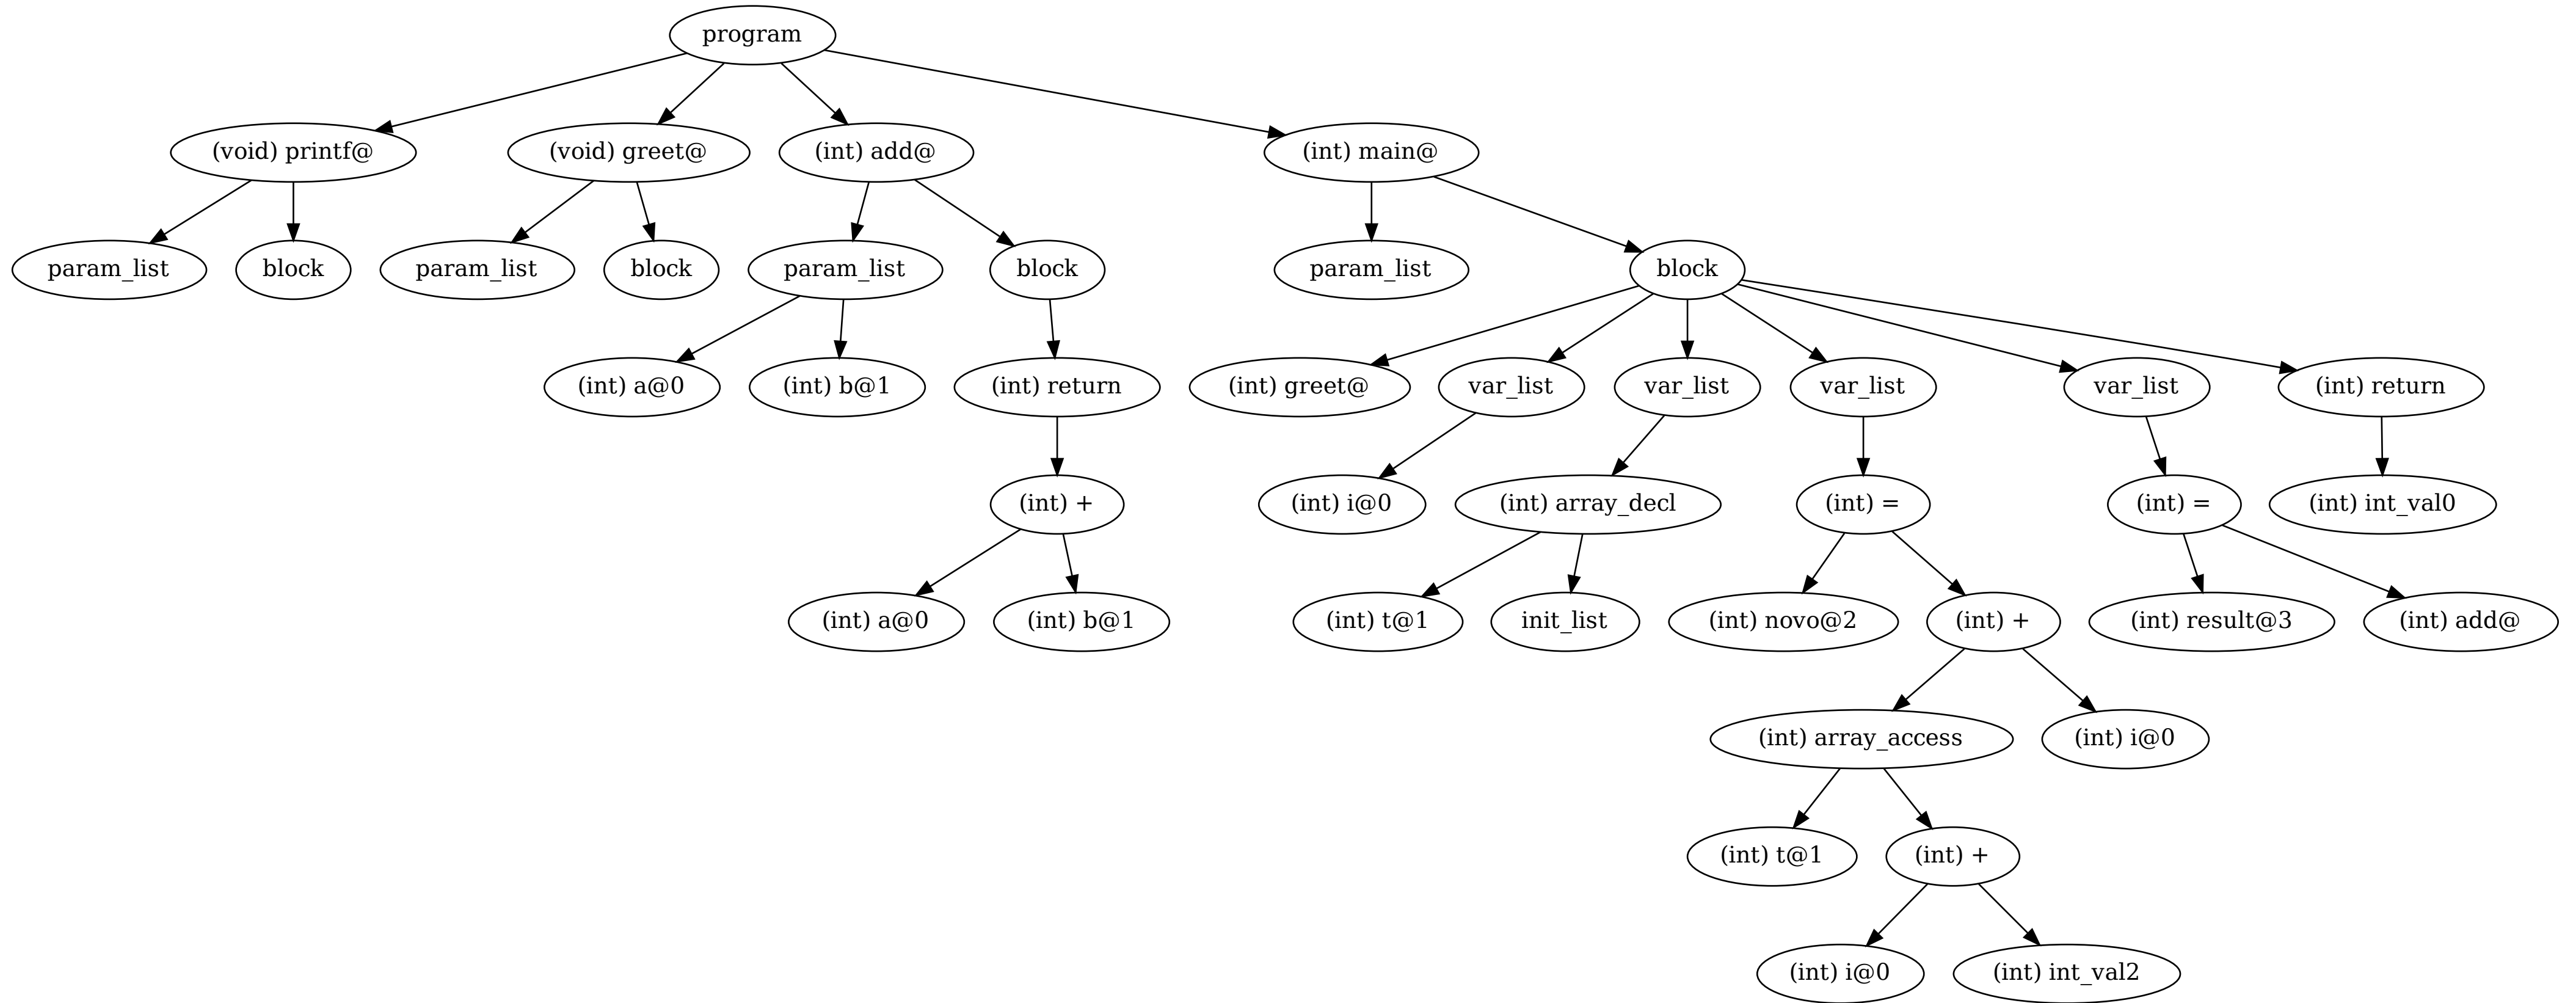 program
(void) printf@
(void) greet@
(int) add@
(int) main@
param_list
block
param_list
block
param_list
block
param_list
block
(int) a@0
(int) b@1
(int) return
(int) greet@
var_list
var_list
var_list
var_list
(int) return
(int) +
(int) i@0
(int) array_decl
(int) =
(int) =
(int) int_val0
(int) a@0
(int) b@1
(int) t@1
init_list
(int) novo@2
(int) +
(int) result@3
(int) add@
(int) array_access
(int) i@0
(int) t@1
(int) +
(int) i@0
(int) int_val2